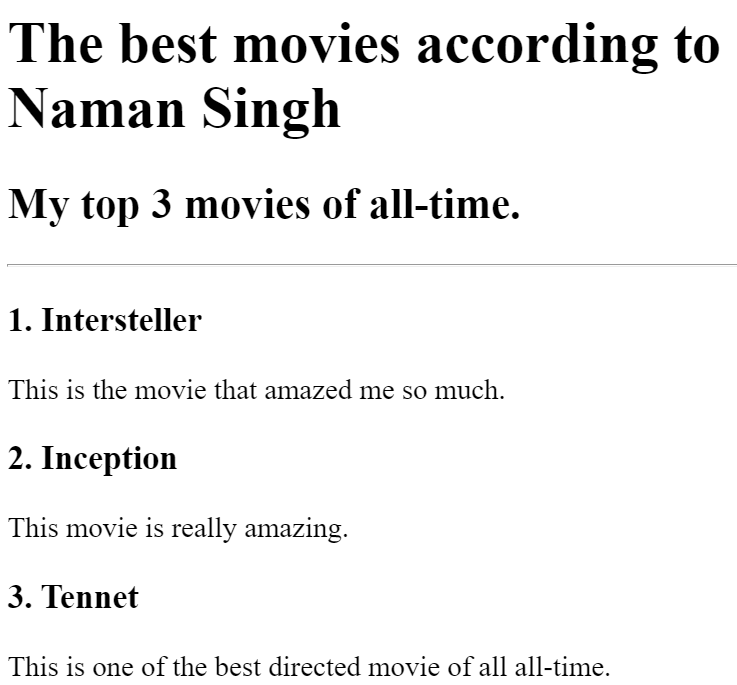 The best movies according to
Naman Singh
My top 3 movies of all-time.
1. Intersteller
This is the movie that amazed me so much.
2. Inception
This movie is really amazing.
3. Tennet
This is one of the best directed movie of all all-time.